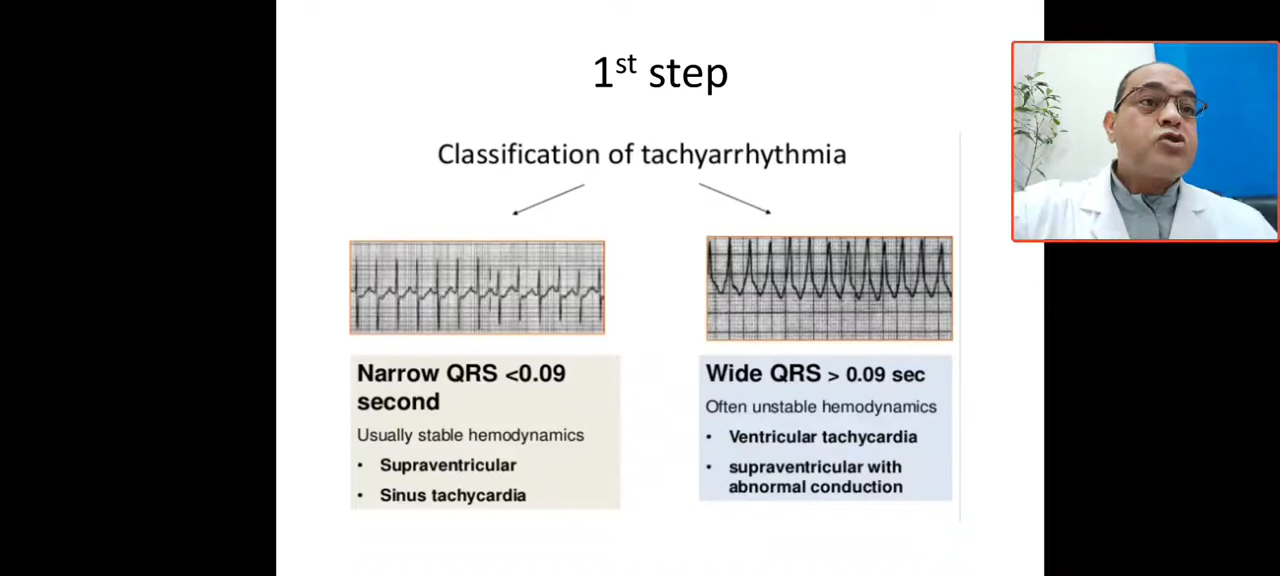 1st step
Classification of tachyarrhythmia
Narrow QRS <0.09
second
Usually stable hemodynamics
• Supraventricular
• Sinus tachycardia
Wide QRS > 0.09 sec
Often unstable hemodynamics
• Ventricular tachycardia
• supraventricular with
abnormal conduction